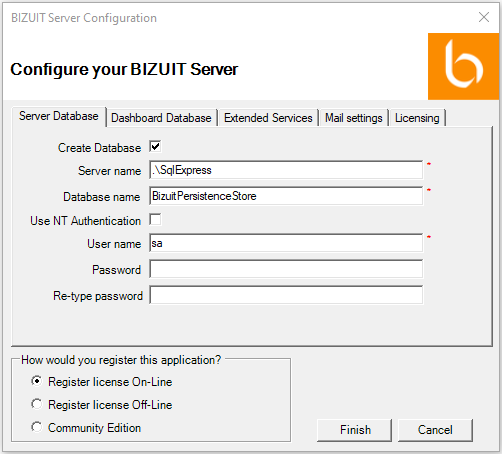 BIZUIT Server Configuration
Configure your BIZUIT Server
Server Database Dashboard Database Extended Services Mail settings Licensing
Create Database
Server name .\SqlExpress *
Database name BizuitPersistenceStore *
Use NT Authentication
User name sa *
Password
Re-type password
How would you register this application?
Register license On-Line
Register license Off-Line
Community Edition
Finish Cancel